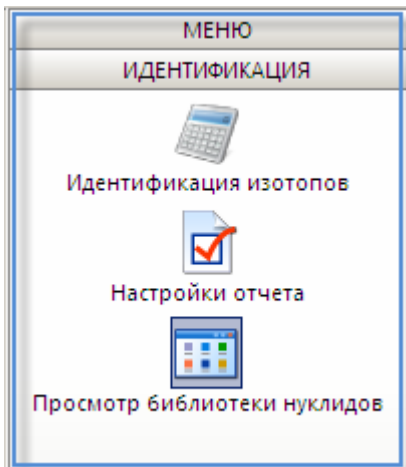 МЕНЮ
ИДЕНТИФИКАЦИЯ
Идентификация изотопов
Настройки отчета
Просмотр библиотеки нуклидов